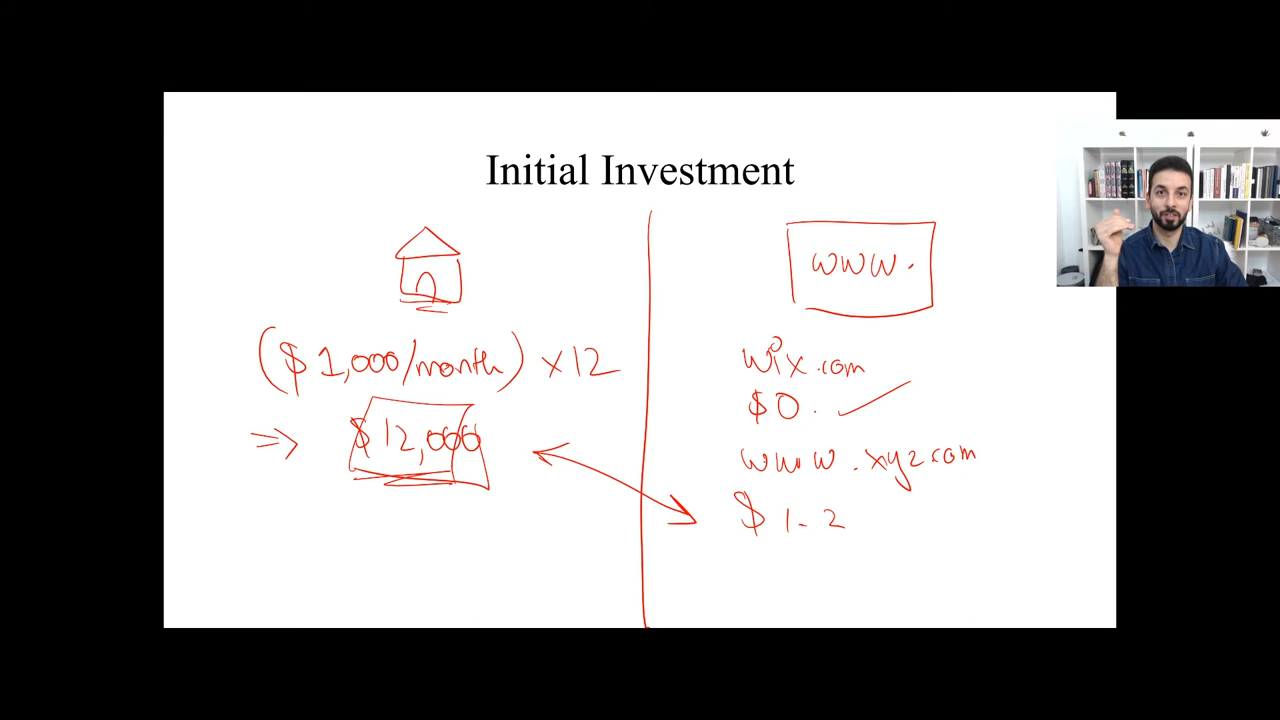 Initial Investment
($1,000/month) x12
=> $12,000
www.
wix.com
$0.
www.xyz.com
$1-2